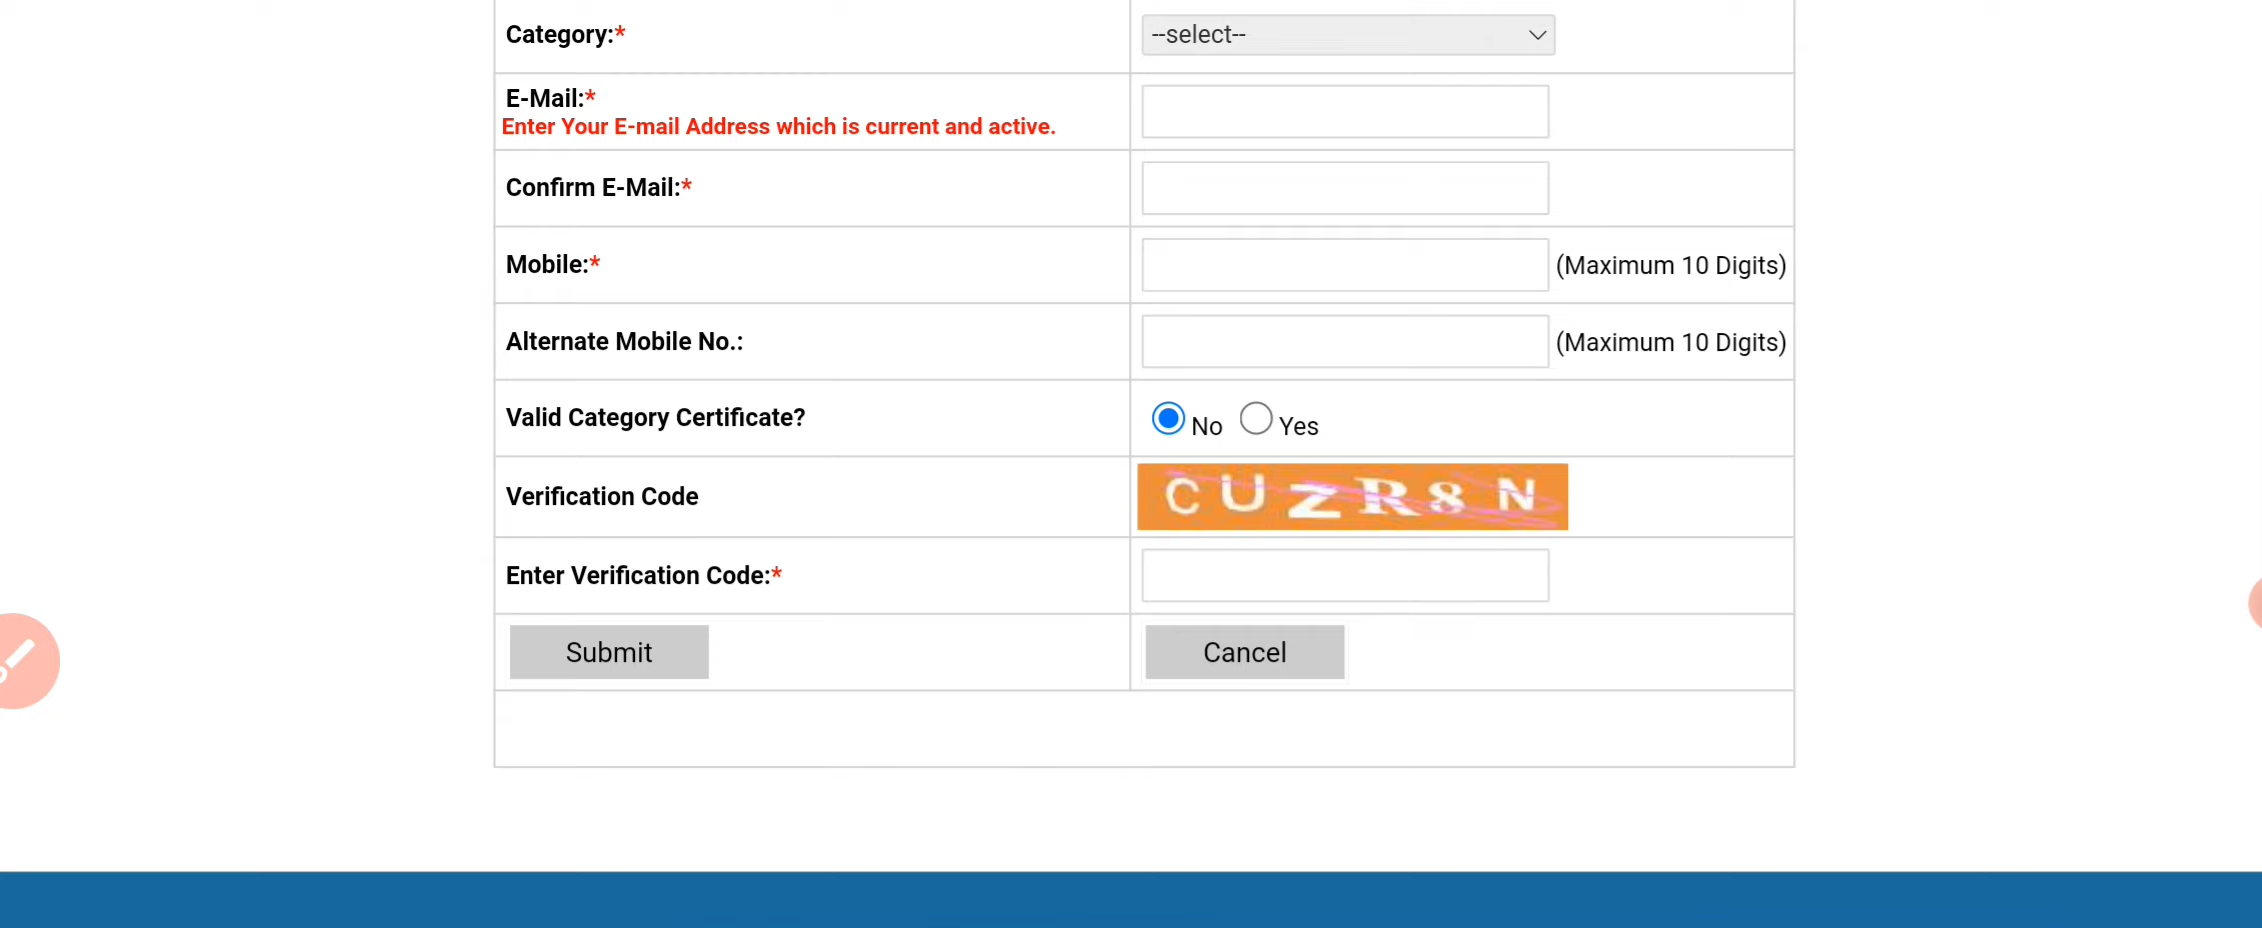 Category:* --select--
E-Mail:*
Enter Your E-mail Address which is current and active.
Confirm E-Mail:*
Mobile:* (Maximum 10 Digits)
Alternate Mobile No.: (Maximum 10 Digits)
Valid Category Certificate? No Yes
Verification Code CUZR8N
Enter Verification Code:*
Submit Cancel